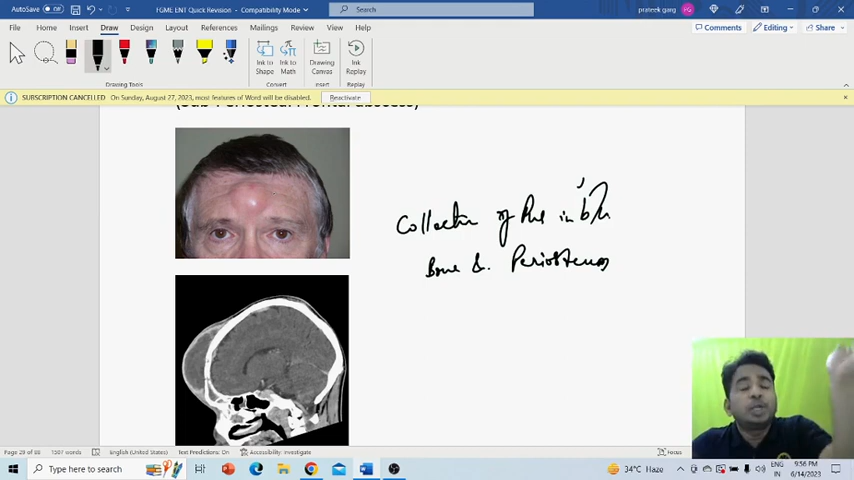 AutoSave Off
FGME ENT Quick Revision - Compatibility Mode
Search
prateek garg
FG
File Home Insert Draw Layout References Mailings Review View Help
Comments Editing Share
Ink to Shape
Ink to Math
Drawing Canvas
Ink Replay
Drawing Tools Convert Insert Replay
SUBSCRIPTION CANCELLED On Sunday, August 27, 2023, most features of Word will be disabled. Reactivate
(Sub-Periosteal frontal abscess)
Collection of Pus in b/n
Bone & Periosteum
Page 29 of 88 1597 words English (United States) Text Predictions: On Accessibility: Investigate Focus
Type here to search
34°C Haze
ENG
IN
9:56 PM
6/14/2023